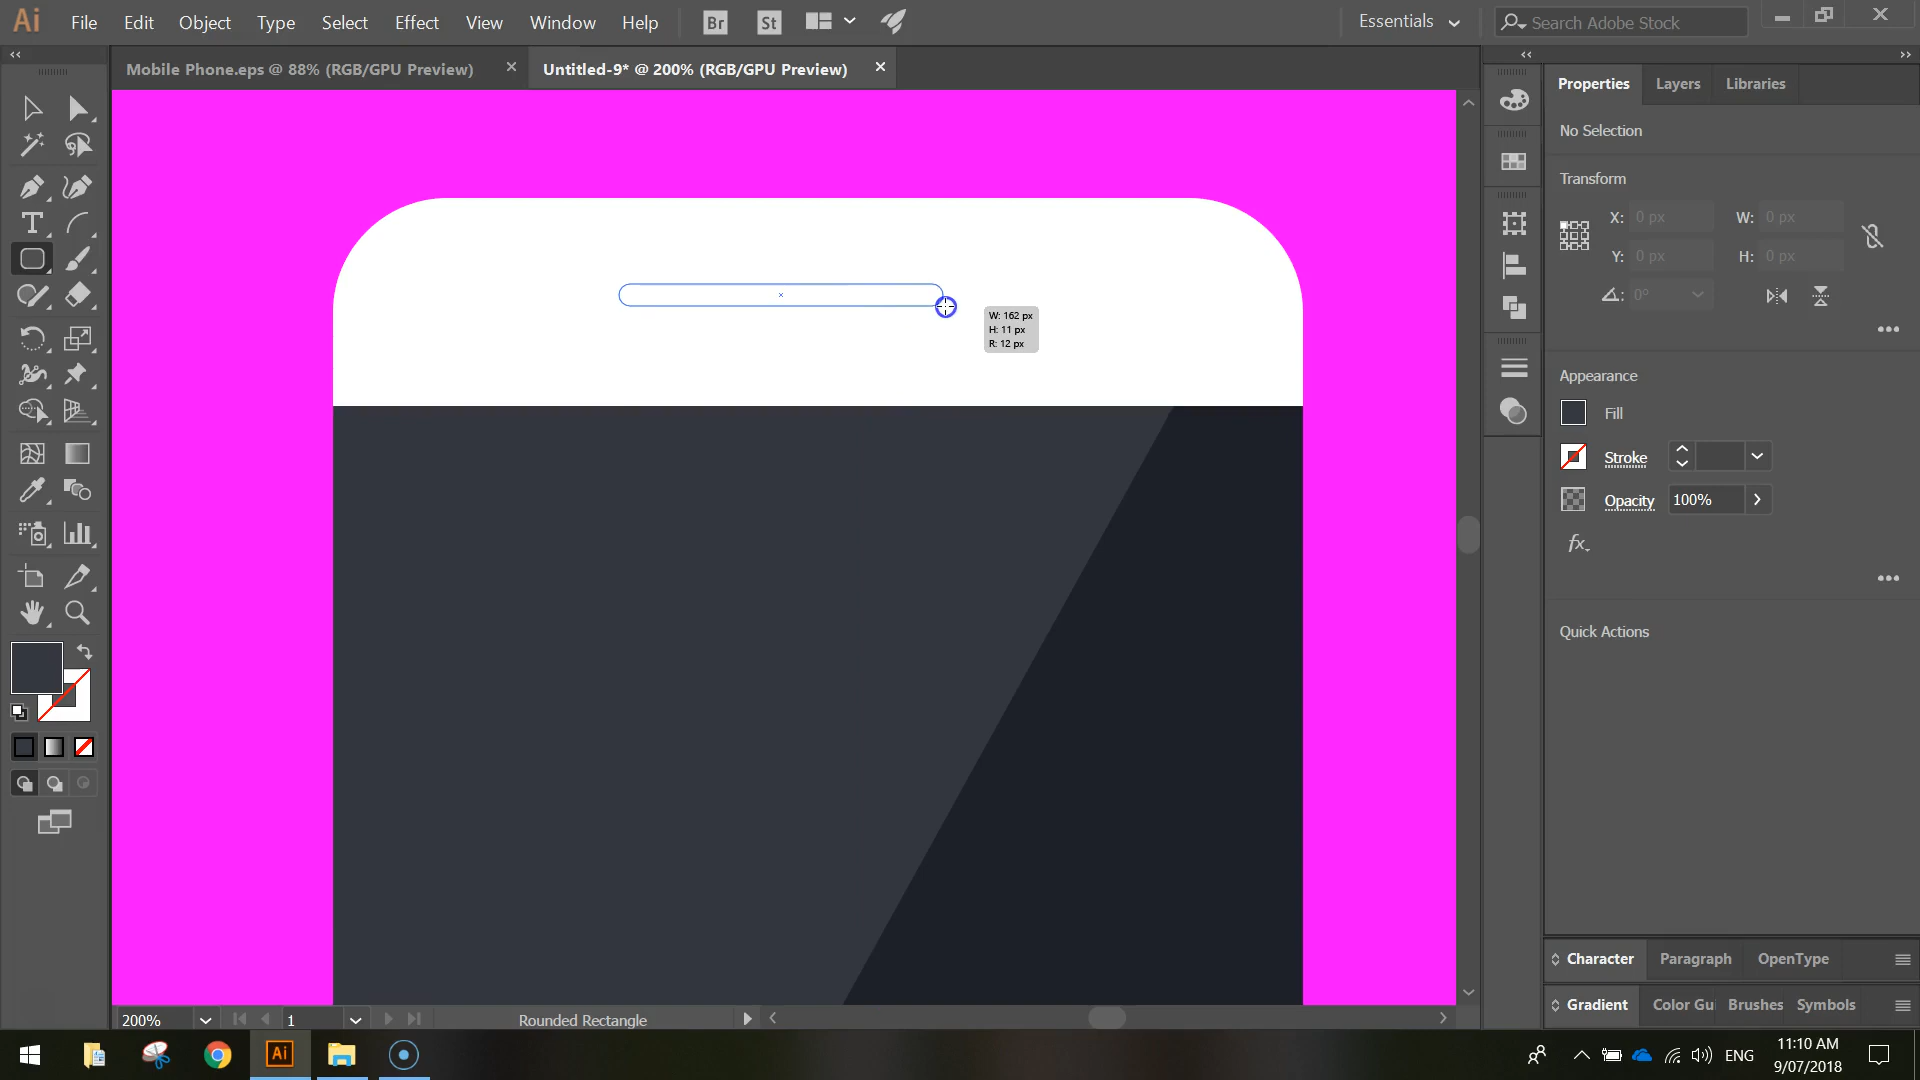 Ai File Edit Object Type Select Effect View Window Help Br St Essentials Search Adobe Stock
Mobile Phone.eps @ 88% (RGB/GPU Preview) Untitled-9* @ 200% (RGB/GPU Preview)
Properties Layers Libraries
No Selection
Transform
X: 0 px W: 0 px
Y: 0 px H: 0 px
0°
W: 162 px
H: 11 px
R: 12 px
Appearance
Fill
Stroke
Opacity 100%
fx
Quick Actions
Character Paragraph OpenType
Gradient Color Gu Brushes Symbols
200% 1 Rounded Rectangle
Ai ENG 11:10 AM
9/07/2018